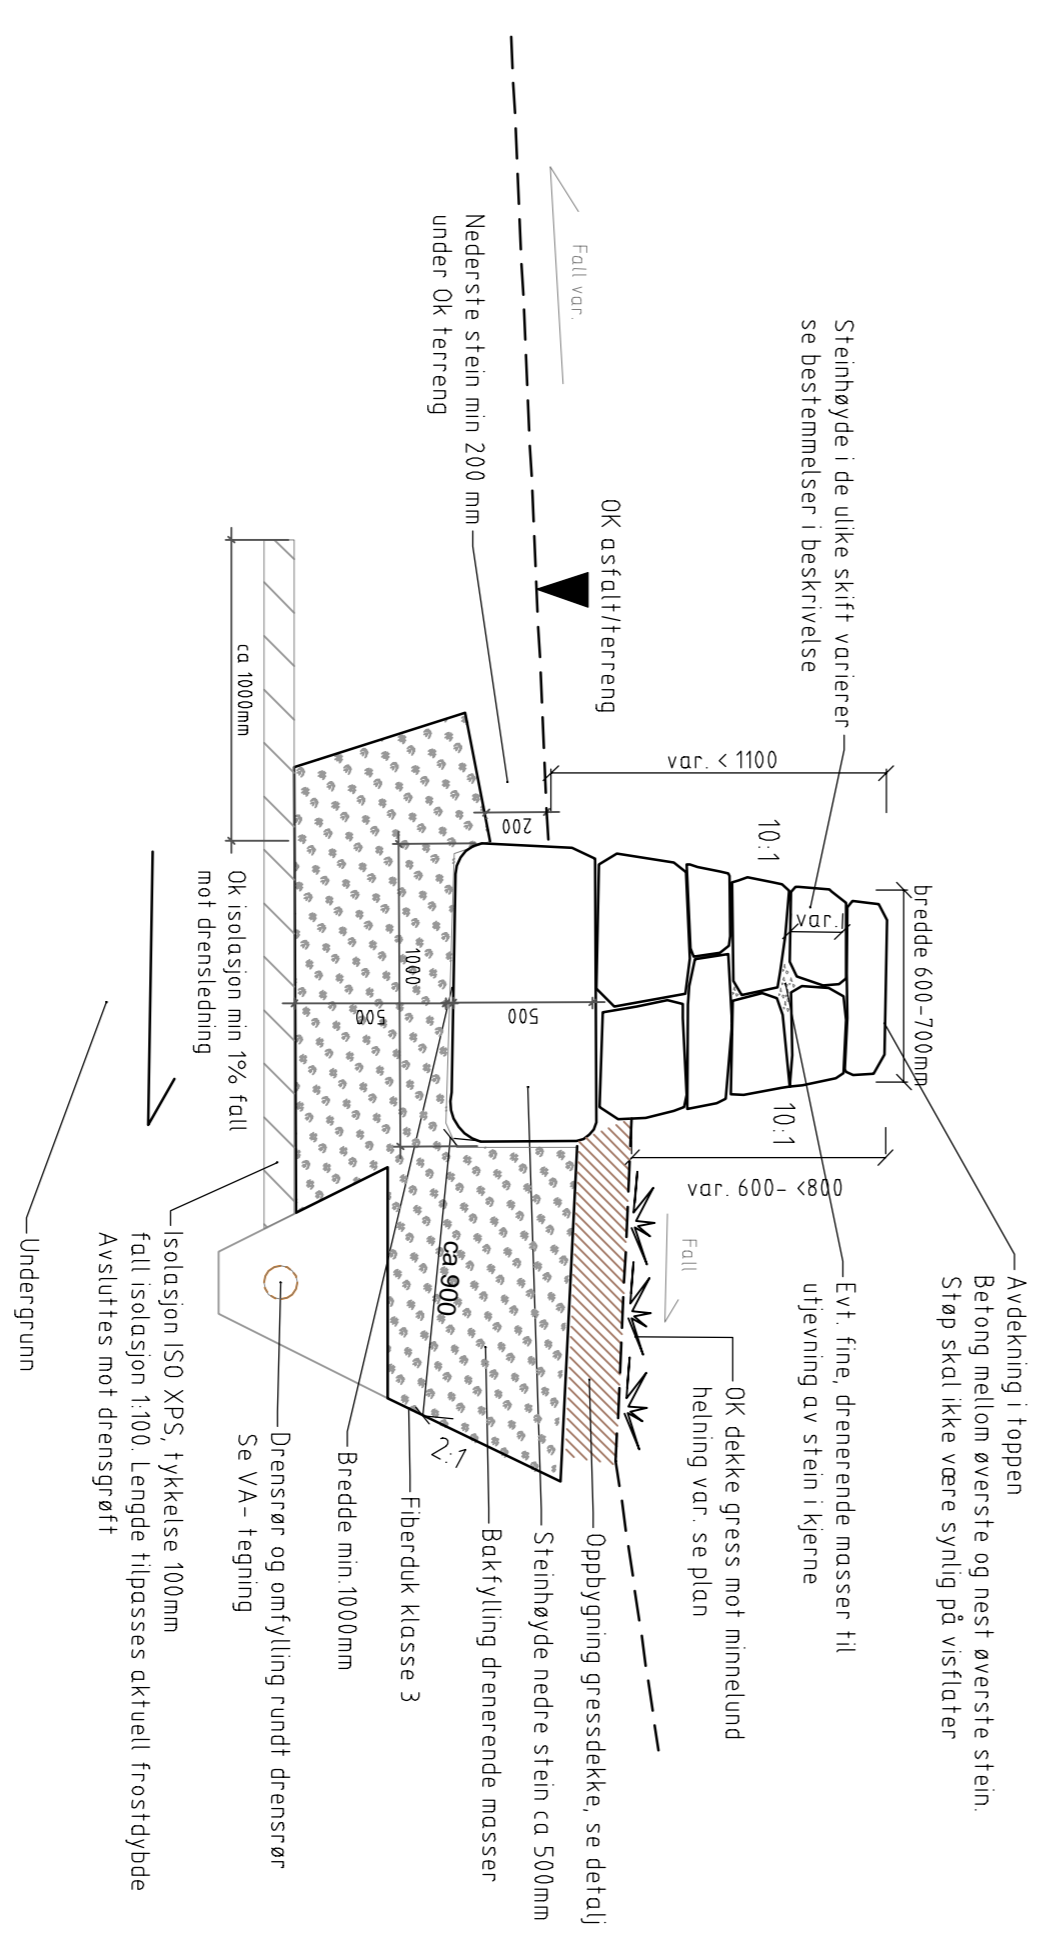 Avdekning i toppen
Betong mellom øverste og nest øverste stein.
Støp skal ikke være synlig på visflater
bredde 600-700mm
Steinhøyde i de ulike skift varierer
se bestemmelser i beskrivelse
var.
10:1
10:1
Evt. fine, drenerende masser til
utjevning av stein i kjerne
var. < 1100
var. 600- <800
OK dekke gress mot minnelund
helning var. se plan
Fall
Fall var.
OK asfalt/terreng
Oppbygning gressdekke, se detalj
Nederste stein min 200 mm
under Ok terreng
200
500
Steinhøyde nedre stein ca 500mm
Bakfylling drenerende masser
1000
ca 900
2:1
500
Fiberduk klasse 3
Bredde min.1000mm
ca 1000mm
Ok isolasjon min 1% fall
mot drensledning
Drensrør og omfylling rundt drensrør
Se VA- tegning
Isolasjon ISO XPS, tykkelse 100mm
fall isolasjon 1:100. Lengde tilpasses aktuell frostdybde
Avsluttes mot drensgrøft
Undergrunn